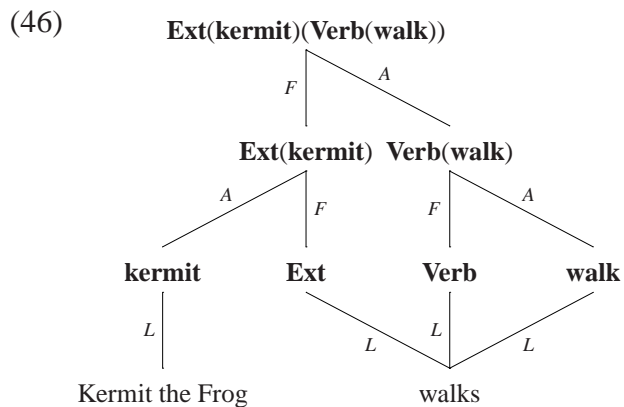 (46)
Ext(kermit)(Verb(walk))
F A
Ext(kermit) Verb(walk)
A F F A
kermit Ext Verb walk
L L L L
Kermit the Frog walks